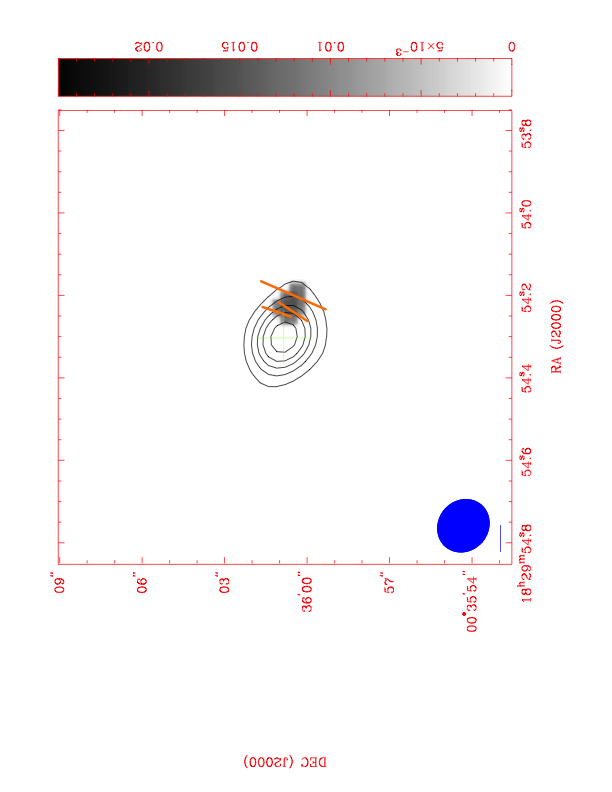 0.02 0.015 0.01 5×10⁻³ 0
53ˢ.8
54ˢ.0
54ˢ.2
54ˢ.4
54ˢ.6
18ʰ29ᵐ54ˢ.8
RA (J2000)
09" 06" 03" 36'00" 57" 00°35'54"
DEC (J2000)